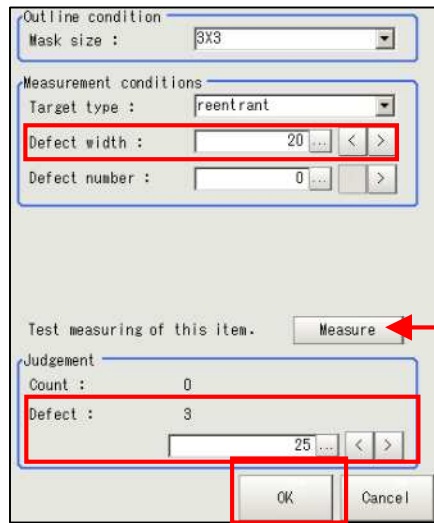 Outline condition
Mask size : 3X3
Measurement conditions
Target type : reentrant
Defect width : 20 ... < >
Defect number : 0 ... >
Test measuring of this item. Measure
Judgement
Count : 0
Defect : 3
25 ... < >
OK Cancel